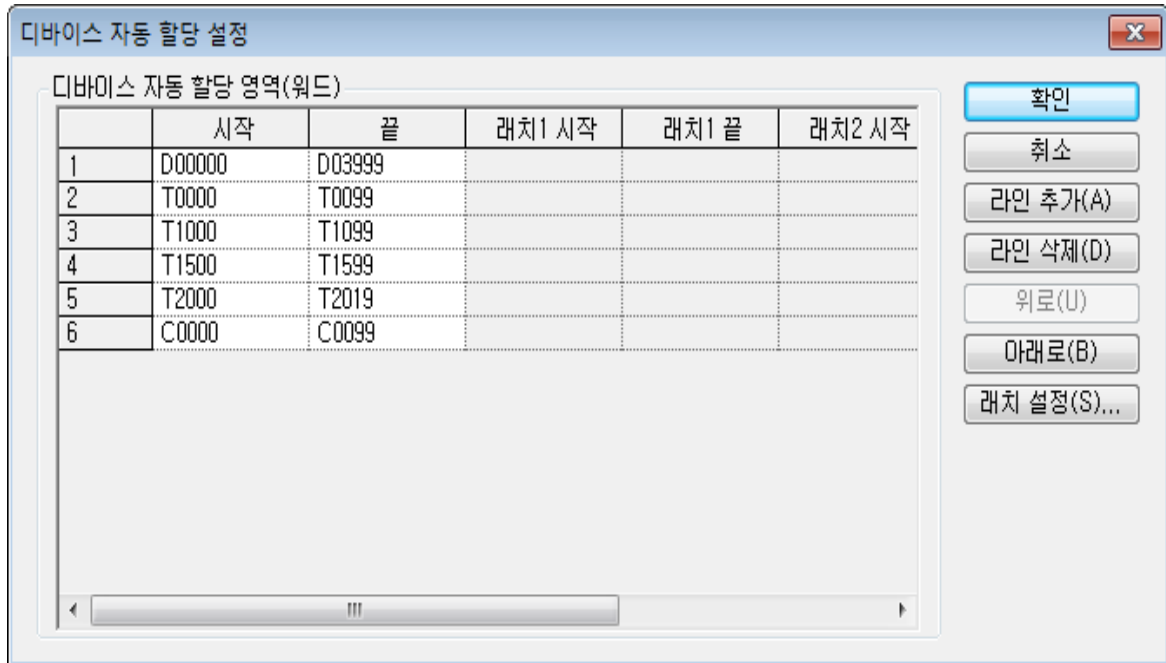 디바이스 자동 할당 설정
디바이스 자동 할당 영역(워드)
시작 끝 래치1 시작 래치1 끝 래치2 시작
1 D00000 D03999
2 T0000 T0099
3 T1000 T1099
4 T1500 T1599
5 T2000 T2019
6 C0000 C0099
확인
취소
라인 추가(A)
라인 삭제(D)
위로(U)
아래로(B)
래치 설정(S)...